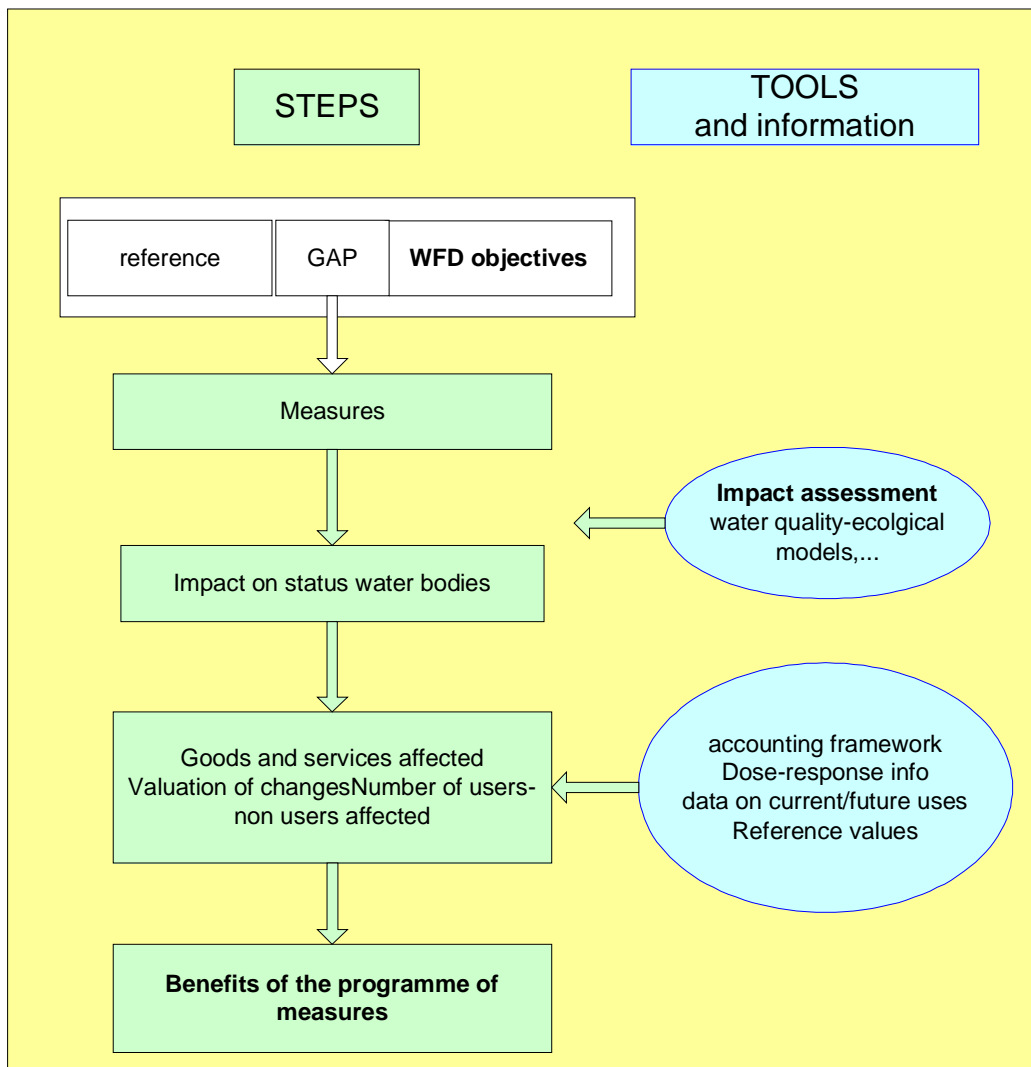 STEPS
TOOLS
and information
reference
GAP
WFD objectives
Measures
Impact assessment
water quality-ecolgical
models,...
Impact on status water bodies
Goods and services affected
Valuation of changesNumber of users-
non users affected
accounting framework
Dose-response info
data on current/future uses
Reference values
Benefits of the programme of
measures